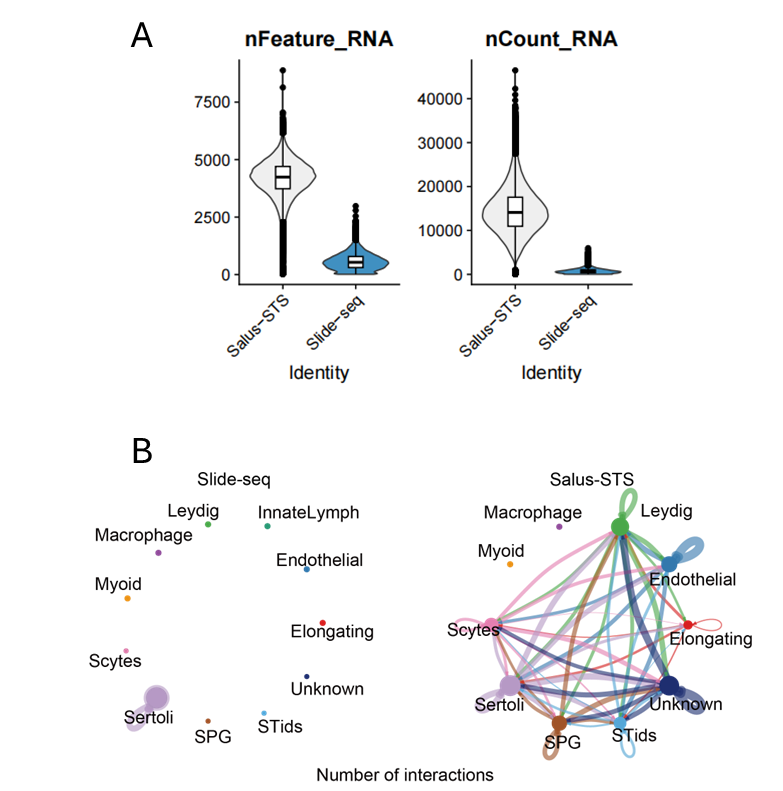 A
nFeature_RNA
nCount_RNA
7500
5000
2500
0
40000
30000
20000
10000
0
Salus−STS
Slide−seq
Salus−STS
Slide−seq
Identity
Identity
B
Slide-seq
Leydig
InnateLymph
Macrophage
Endothelial
Myoid
Elongating
Scytes
Unknown
Sertoli
SPG
STids
Salus-STS
Macrophage
Leydig
Myoid
Endothelial
Scytes
Elongating
Sertoli
Unknown
SPG
STids
Number of interactions